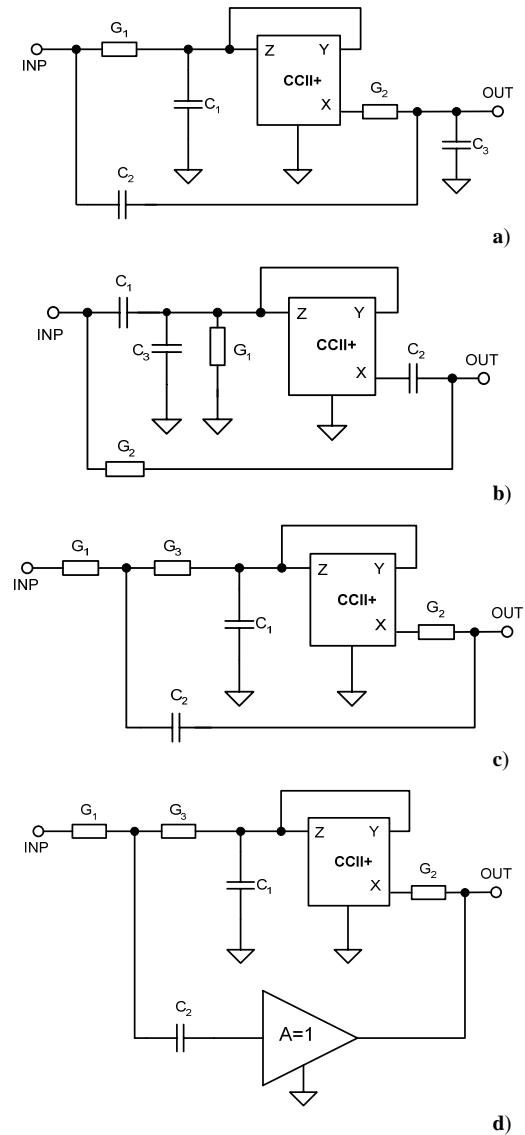 G₁
INP
Z
Y
CCII+
X
C₁
G₂
OUT
C₃
C₂
a)
C₁
INP
Z
Y
C₃
G₁
CCII+
X
C₂
OUT
G₂
b)
G₁
G₃
INP
Z
Y
CCII+
C₁
X
G₂
OUT
C₂
c)
G₁
G₃
INP
Z
Y
CCII+
C₁
X
G₂
OUT
C₂
A=1
d)